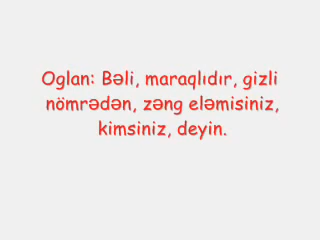 Oglan: Bəli, maraqlıdır, gizli
nömrədən, zəng eləmisiniz,
kimsiniz, deyin.